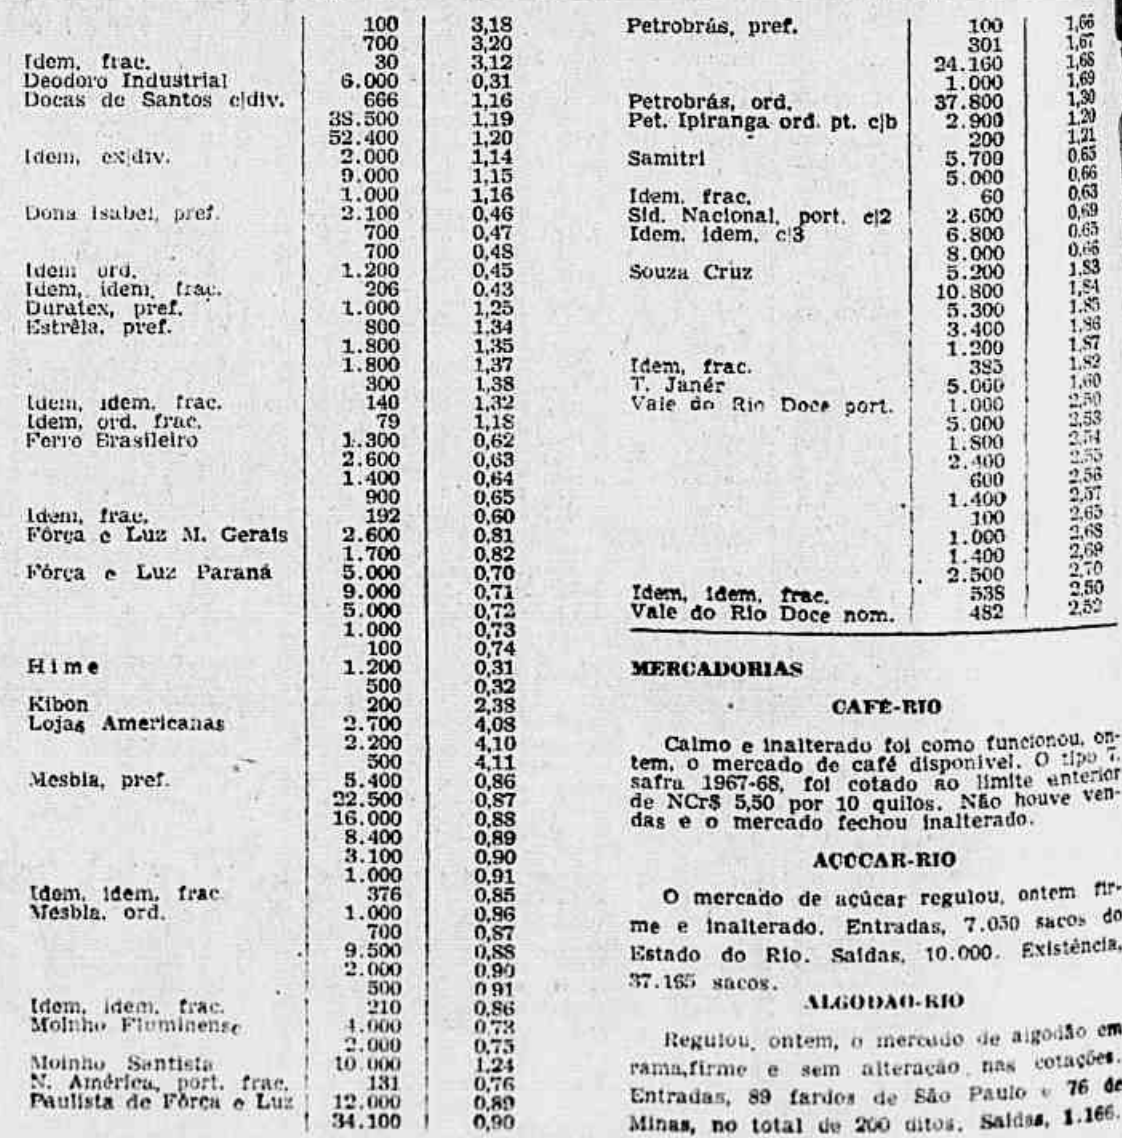 100 3,18
700 3,20
Idem, frac. 30 3,12
Deodoro Industrial 6.000 0,31
Docas de Santos c|div. 666 1,16
38.500 1,19
52.400 1,20
Idem, ex|div. 2.000 1,14
9.000 1,15
1.000 1,16
Dona Isabel, pref. 2.100 0,46
700 0,47
700 0,48
Idem ord. 1.200 0,45
Idem, idem, frac. 206 0,43
Duratex, pref. 1.000 1,25
Estrêla, pref. 800 1,34
1.800 1,35
1.800 1,37
300 1,38
Idem, idem, frac. 140 1,32
Idem, ord. frac. 79 1,18
Ferro Brasileiro 1.300 0,62
2.600 0,63
1.400 0,64
900 0,65
Idem, frac. 192 0,60
Fôrça e Luz M. Gerais 2.600 0,81
1.700 0,82
Fôrça e Luz Paraná 5.000 0,70
9.000 0,71
5.000 0,72
1.000 0,73
100 0,74
Hime 1.200 0,31
500 0,32
Kibon 200 2,38
Lojas Americanas 2.700 4,08
2.200 4,10
500 4,11
Mesbla, pref. 5.400 0,86
22.500 0,87
16.000 0,88
8.400 0,89
3.100 0,90
1.000 0,91
Idem, idem, frac. 376 0,85
Mesbla, ord. 1.000 0,86
700 0,87
9.500 0,88
2.000 0,90
500 0,91
Idem, idem, frac. 210 0,86
Moinho Fluminense 4.000 0,73
2.000 0,75
Moinho Santista 10.000 1,24
N. América, port. frac. 131 0,76
Paulista de Fôrça e Luz 12.000 0,89
34.100 0,90
Petrobrás, pref. 100 1,66
301 1,67
24.160 1,68
1.000 1,69
Petrobrás, ord. 37.800 1,30
Pet. Ipiranga ord. pt. c|b 2.900 1,20
200 1,21
Samitri 5.700 0,65
5.000 0,66
Idem, frac. 60 0,63
Sid. Nacional, port. c|2 2.600 0,69
Idem, idem, c|3 6.800 0,65
8.000 0,66
Souza Cruz 5.200 1,83
10.800 1,84
5.300 1,85
3.400 1,86
1.200 1,87
Idem, frac. 385 1,82
T. Janér 5.000 1,60
Vale do Rio Doce port. 1.000 2,50
5.000 2,53
1.800 2,54
2.400 2,55
600 2,56
1.400 2,57
100 2,65
1.000 2,68
1.400 2,69
2.500 2,70
Idem, idem, frac. 538 2,50
Vale do Rio Doce nom. 482 2,52
MERCADORIAS
CAFÉ-RIO
Calmo e inalterado foi como funcionou, on-
tem, o mercado de café disponível. O tipo 7,
safra 1967-68, foi cotado ao limite anterior
de NCr$ 5,50 por 10 quilos. Não houve ven-
das e o mercado fechou inalterado.
AÇÚCAR-RIO
O mercado de açúcar regulou, ontem fir-
me e inalterado. Entradas, 7.050 sacos do
Estado do Rio. Saídas, 10.000. Existência,
37.165 sacos.
ALGODÃO-RIO
Regulou, ontem, o mercado de algodão em
rama,firme e sem alteração nas cotações.
Entradas, 89 fardos de São Paulo e 76 de
Minas, no total de 200 ditos. Saídas, 1.166.